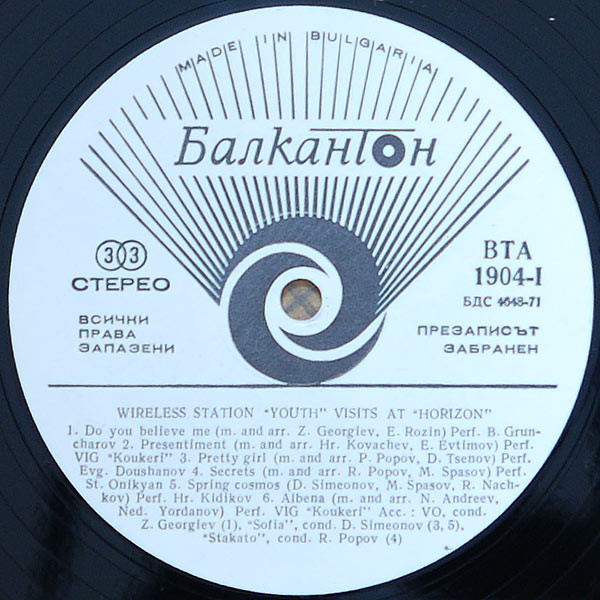 MADE IN BULGARIA
Балкантон
33
СТЕРЕО
ВСИЧКИ
ПРАВА
ЗАПАЗЕНИ
ВТА
1904-I
БДС 4648-71
ПРЕЗАПИСЪТ
ЗАБРАНЕН
WIRELESS STATION "YOUTH" VISITS AT "HORIZON"
1. Do you believe me (m. and arr. Z. Georgiev, E. Rozin) Perf. B. Grun-
charov 2. Presentiment (m. and arr. Hr. Kovachev, E. Evtimov) Perf.
VIG "Koukeri" 3. Pretty girl (m. and arr. P. Popov, D. Tsenov) Perf.
Evg. Doushanov 4. Secrets (m. and arr. R. Popov, M. Spasov) Perf.
St. Onikyan 5. Spring cosmos (D. Simeonov, M. Spasov, R. Nach-
kov) Perf. Hr. Kidikov 6. Albena (m. and arr. N. Andreev,
Ned. Yordanov) Perf. VIG "Koukeri" Acc. : VO, cond.
Z. Georgiev (1), "Sofia", cond. D. Simeonov (3, 5),
"Stakato", cond. R. Popov (4)